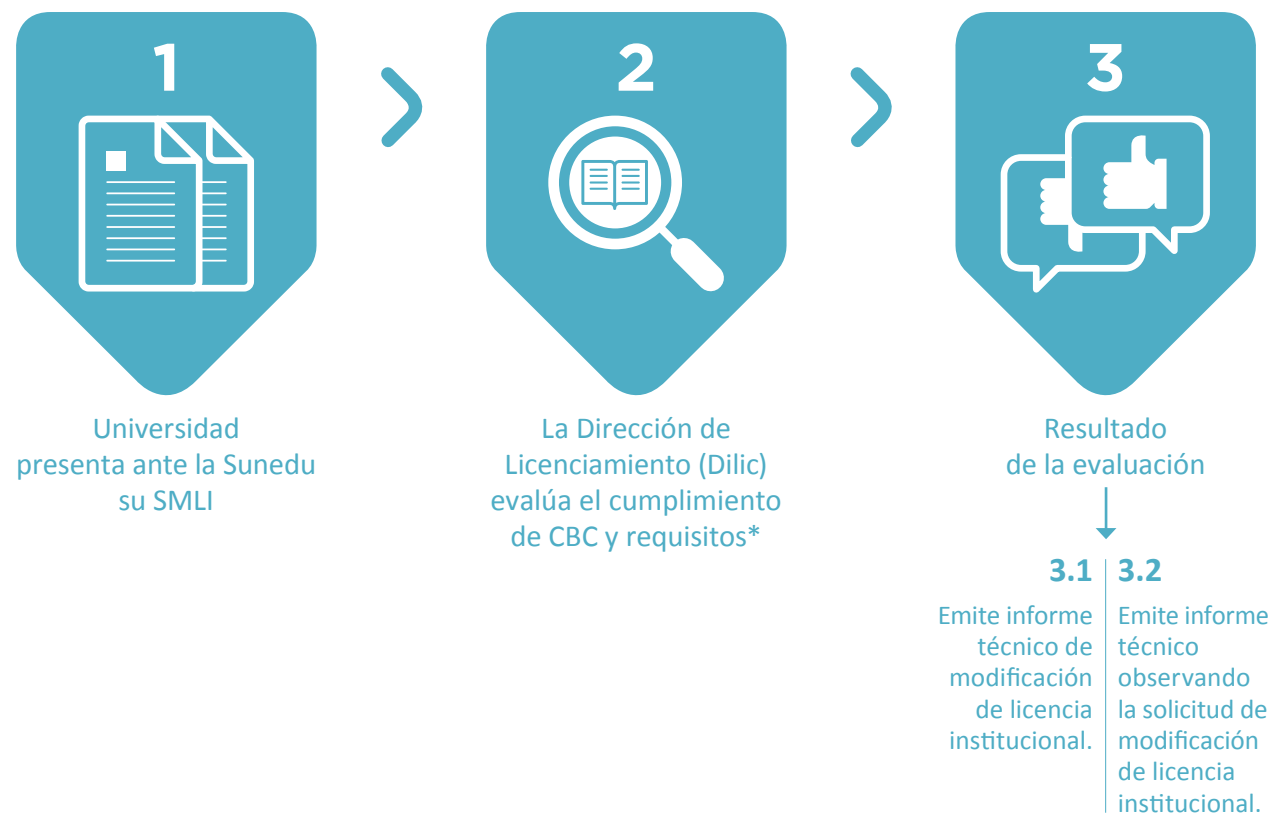 1
Universidad
presenta ante la Sunedu
su SMLI
2
La Dirección de
Licenciamiento (Dilic)
evalúa el cumplimiento
de CBC y requisitos*
3
Resultado
de la evaluación
3.1
Emite informe
técnico de
modificación
de licencia
institucional.
3.2
Emite informe
técnico
observando
la solicitud de
modificación
de licencia
institucional.